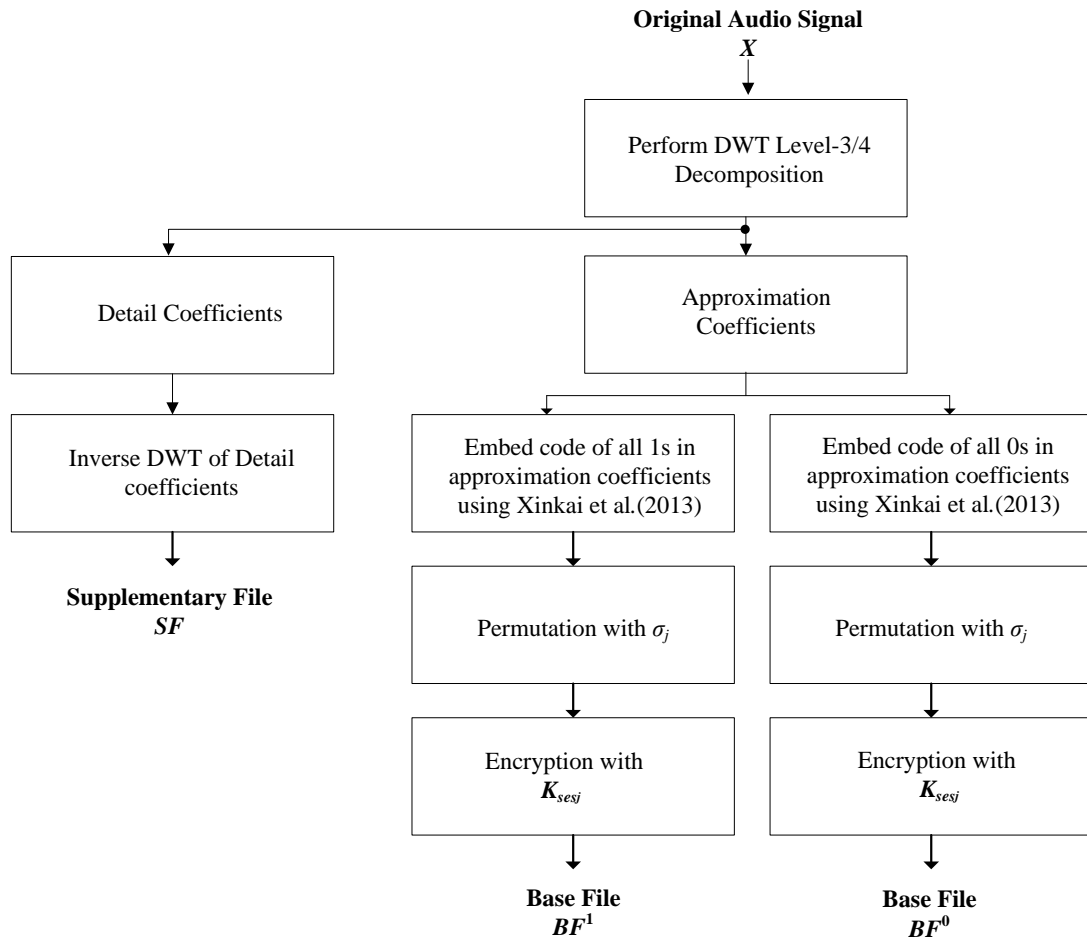 Original Audio Signal
X
Perform DWT Level-3/4
Decomposition
Detail Coefficients
Approximation
Coefficients
Inverse DWT of Detail
coefficients
Embed code of all 1s in
approximation coefficients
using Xinkai et al.(2013)
Embed code of all 0s in
approximation coefficients
using Xinkai et al.(2013)
Supplementary File
SF
Permutation with σj
Permutation with σj
Encryption with
Ksesj
Encryption with
Ksesj
Base File
BF¹
Base File
BF⁰